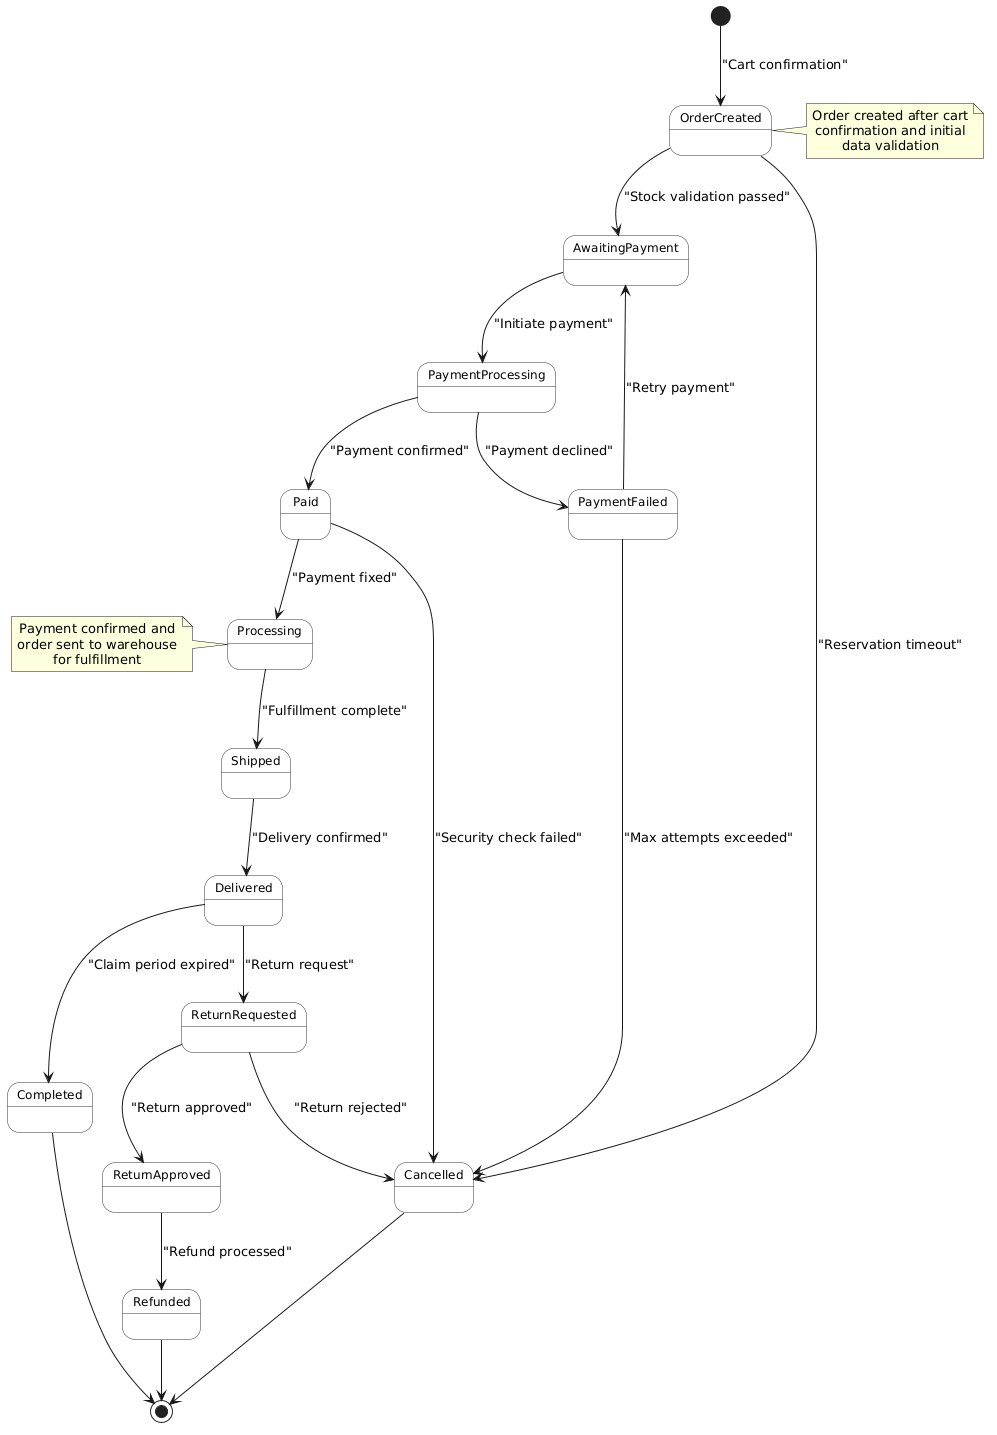 "Cart confirmation"
OrderCreated
Order created after cart
confirmation and initial
data validation
"Stock validation passed"
AwaitingPayment
"Initiate payment"
PaymentProcessing
"Retry payment"
"Payment confirmed"
"Payment declined"
Paid
PaymentFailed
"Payment fixed"
Payment confirmed and
order sent to warehouse
for fulfillment
Processing
"Reservation timeout"
"Fulfillment complete"
Shipped
"Delivery confirmed"
"Security check failed"
"Max attempts exceeded"
Delivered
"Claim period expired"
"Return request"
ReturnRequested
Completed
"Return approved"
"Return rejected"
ReturnApproved
Cancelled
"Refund processed"
Refunded